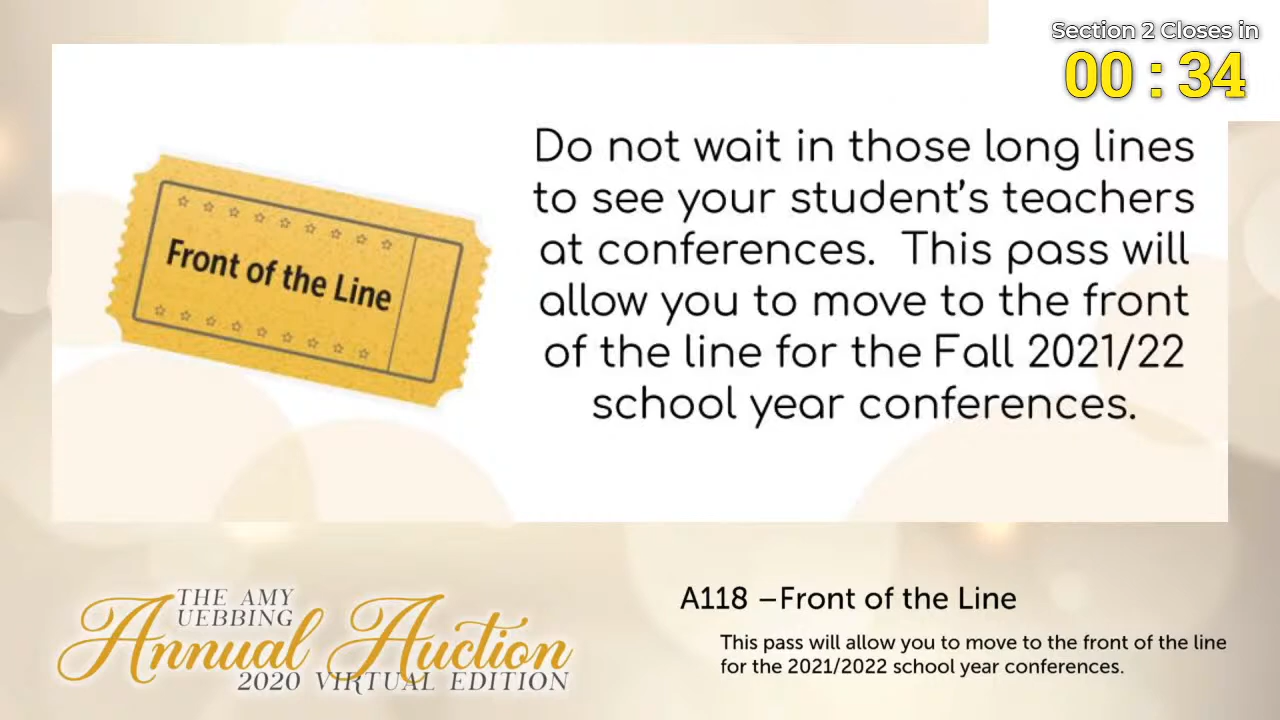 Section 2 Closes in
00 : 34
Do not wait in those long lines
to see your student’s teachers
at conferences.  This pass will
allow you to move to the front
of the line for the Fall 2021/22
school year conferences.
Front of the Line
THE AMY
UEBBING
Annual Auction
2020 VIRTUAL EDITION
A118 –Front of the Line
This pass will allow you to move to the front of the line
for the 2021/2022 school year conferences.